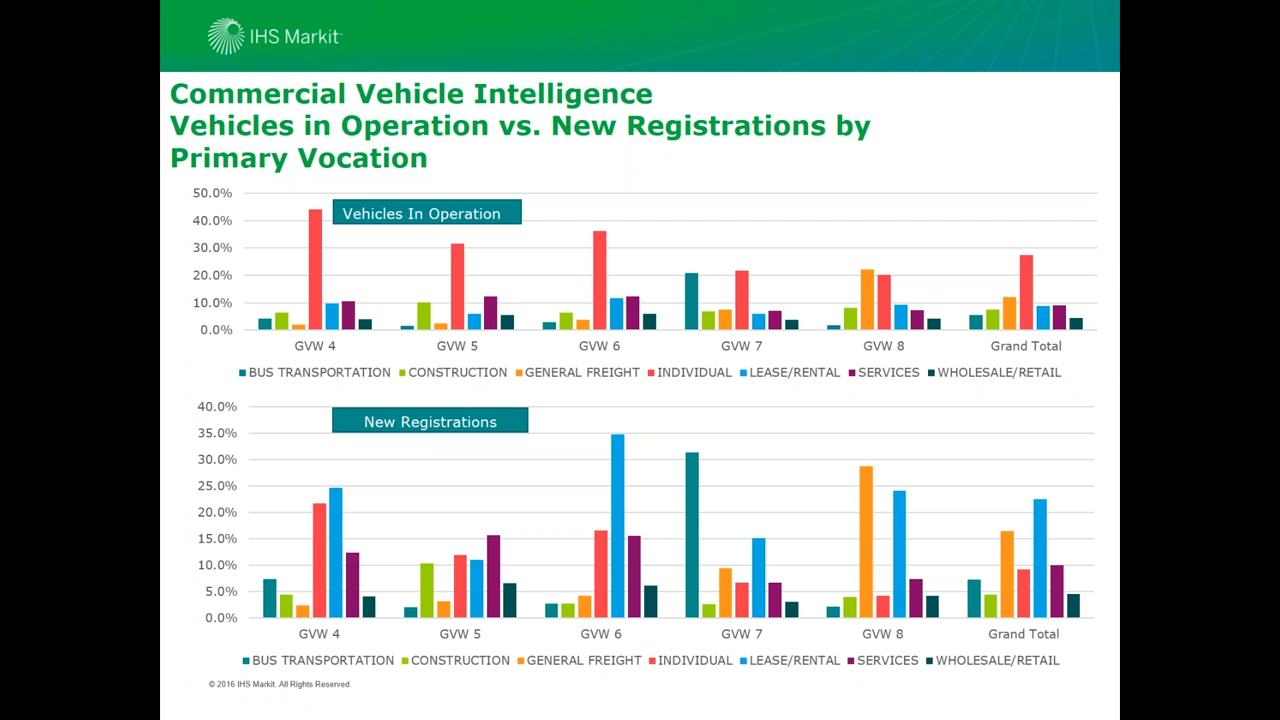 IHS Markit
Commercial Vehicle Intelligence
Vehicles in Operation vs. New Registrations by
Primary Vocation
50.0%
40.0%
30.0%
20.0%
10.0%
0.0%
Vehicles In Operation
GVW 4 GVW 5 GVW 6 GVW 7 GVW 8 Grand Total
BUS TRANSPORTATION CONSTRUCTION GENERAL FREIGHT INDIVIDUAL LEASE/RENTAL SERVICES WHOLESALE/RETAIL
40.0%
35.0%
30.0%
25.0%
20.0%
15.0%
10.0%
5.0%
0.0%
New Registrations
GVW 4 GVW 5 GVW 6 GVW 7 GVW 8 Grand Total
BUS TRANSPORTATION CONSTRUCTION GENERAL FREIGHT INDIVIDUAL LEASE/RENTAL SERVICES WHOLESALE/RETAIL
© 2016 IHS Markit. All Rights Reserved.